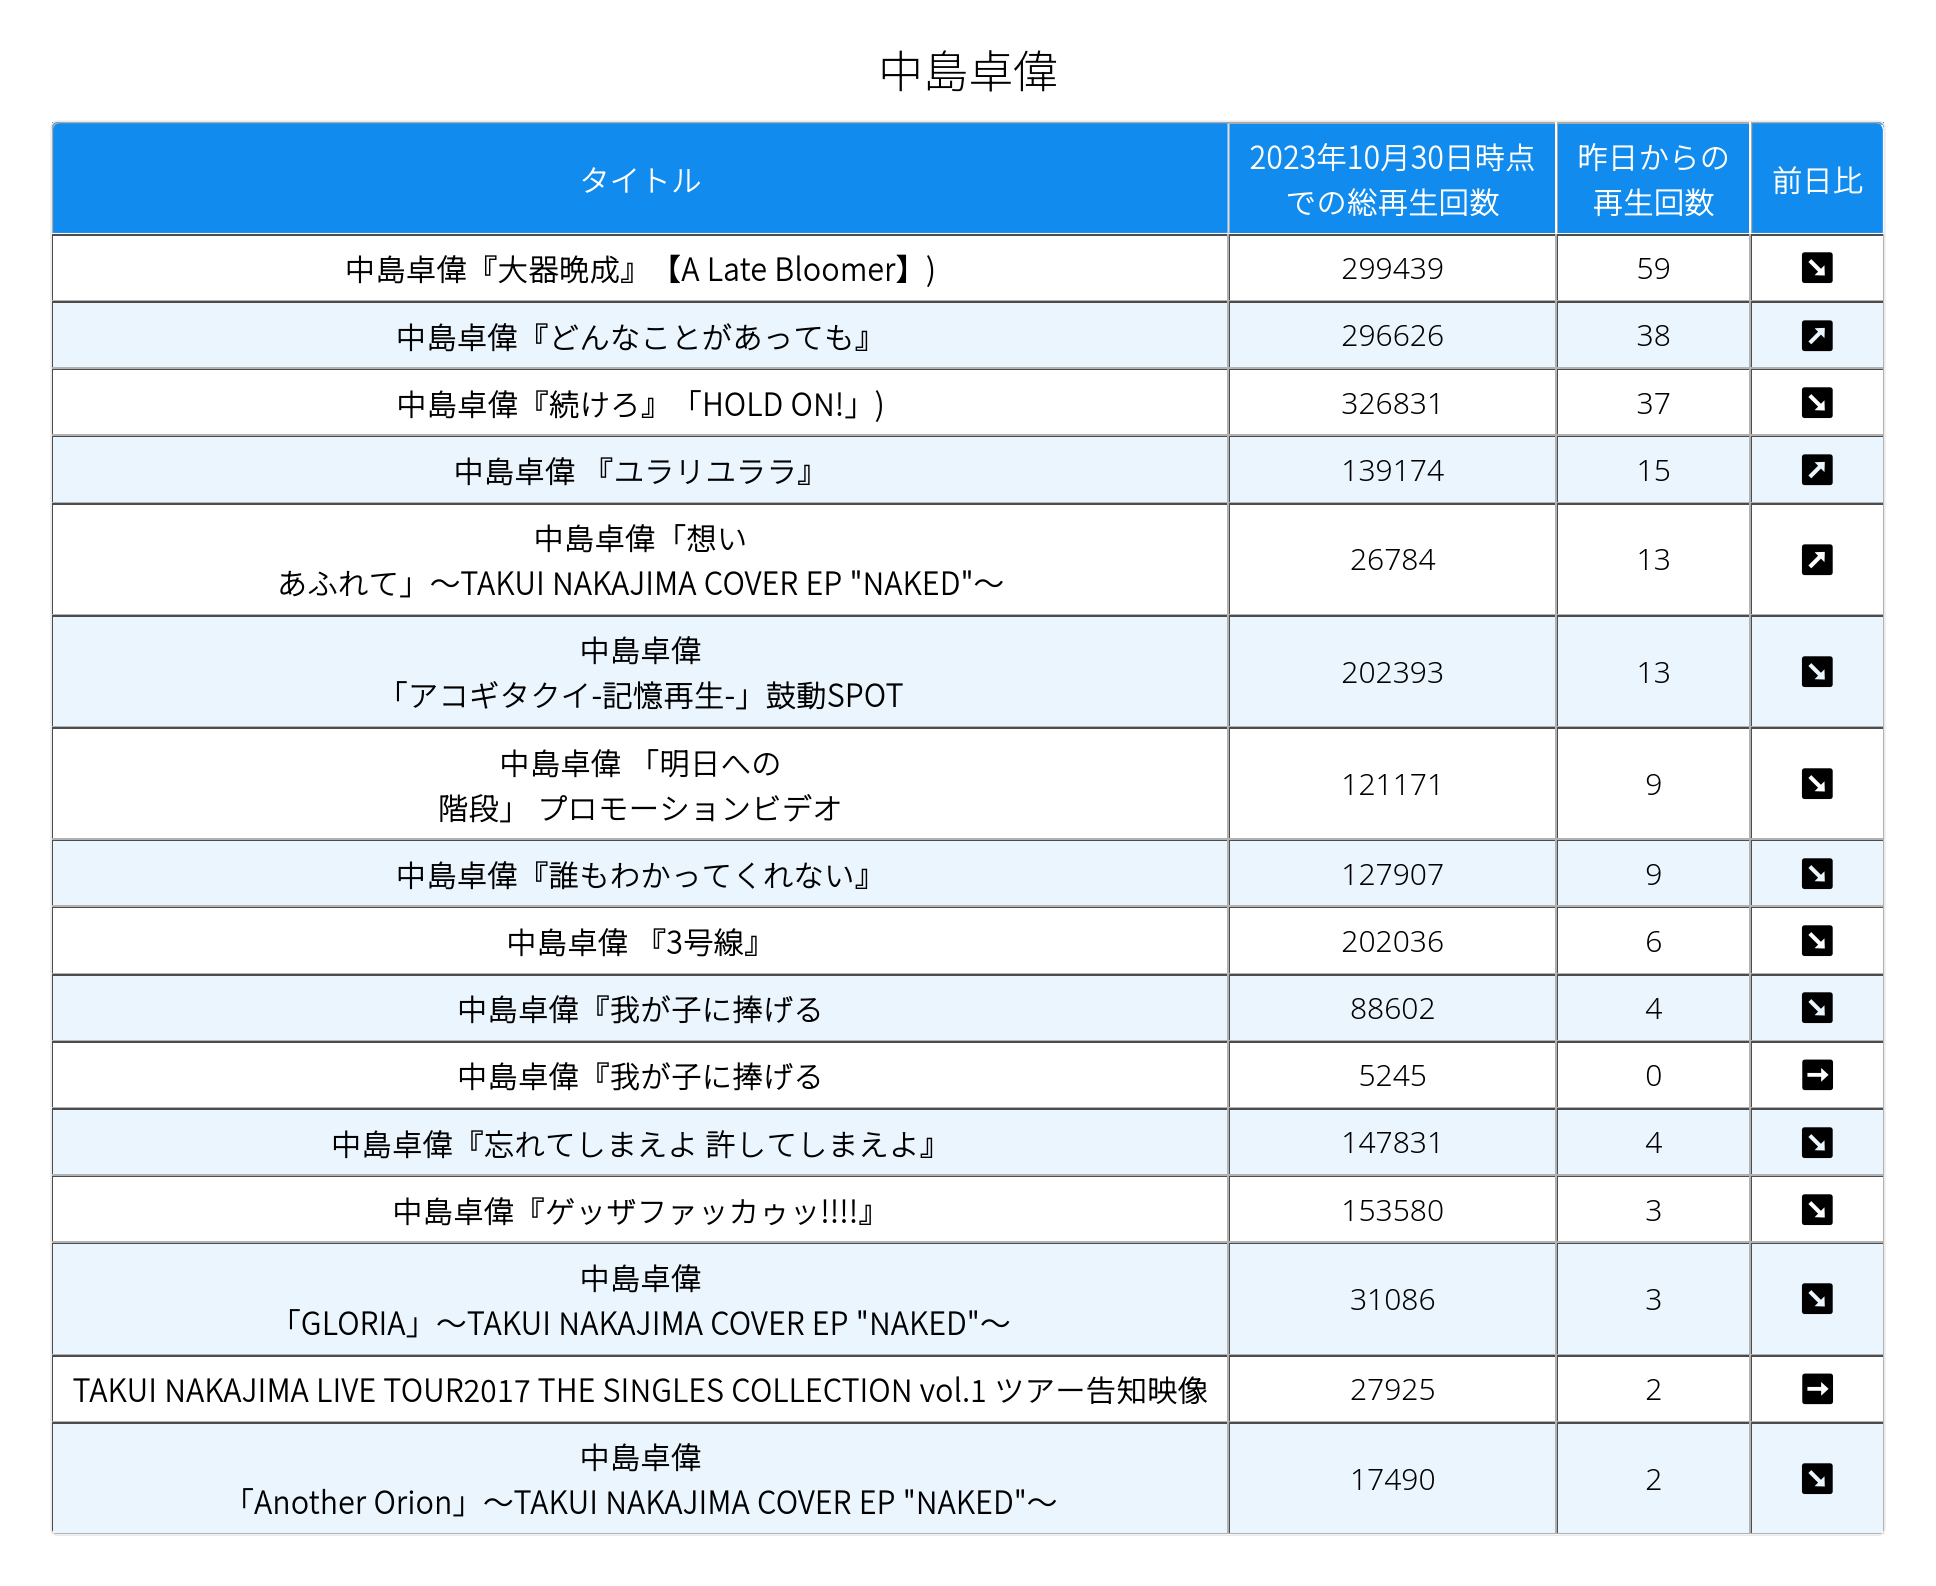 中島卓偉
タイトル
2023年10月30日時点
での総再生回数
昨日からの
再生回数
前日比
中島卓偉『大器晩成』【A Late Bloomer】)
299439
59
中島卓偉『どんなことがあっても』
296626
38
中島卓偉『続けろ』「HOLD ON!」)
326831
37
中島卓偉 『ユラリユララ』
139174
15
中島卓偉「想い
あふれて」～TAKUI NAKAJIMA COVER EP "NAKED"～
26784
13
中島卓偉
「アコギタクイ-記憶再生-」鼓動SPOT
202393
13
中島卓偉 「明日への
階段」 プロモーションビデオ
121171
9
中島卓偉『誰もわかってくれない』
127907
9
中島卓偉 『3号線』
202036
6
中島卓偉『我が子に捧げる
88602
4
中島卓偉『我が子に捧げる
5245
0
中島卓偉『忘れてしまえよ 許してしまえよ』
147831
4
中島卓偉『ゲッザファッカゥッ!!!!』
153580
3
中島卓偉
「GLORIA」～TAKUI NAKAJIMA COVER EP "NAKED"～
31086
3
TAKUI NAKAJIMA LIVE TOUR2017 THE SINGLES COLLECTION vol.1 ツアー告知映像
27925
2
中島卓偉
「Another Orion」～TAKUI NAKAJIMA COVER EP "NAKED"～
17490
2